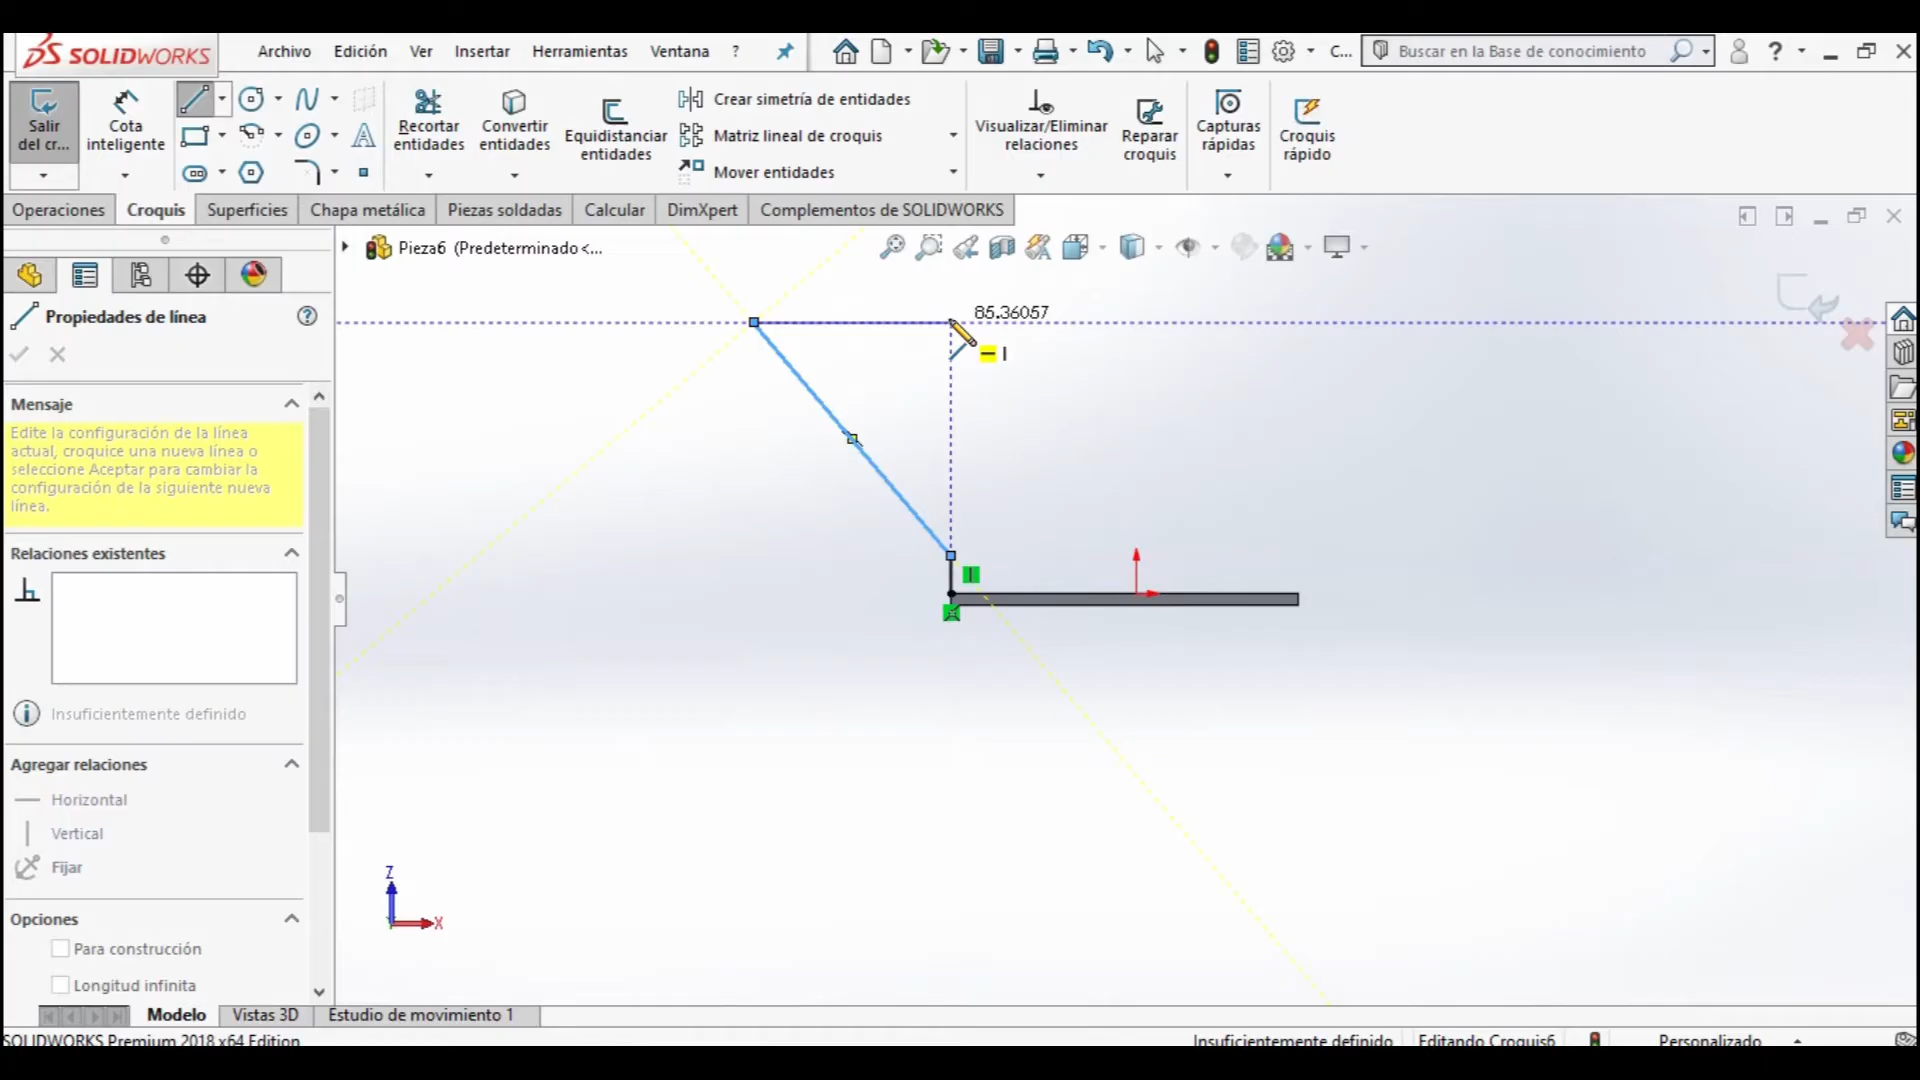 SOLIDWORKS
Archivo
Edición
Ver
Insertar
Herramientas
Ventana
?
C...
Buscar en la Base de conocimiento
?
Salir
del cr...
Cota
inteligente
Recortar
entidades
Convertir
entidades
Equidistanciar
entidades
Crear simetría de entidades
Matriz lineal de croquis
Mover entidades
Visualizar/Eliminar
relaciones
Reparar
croquis
Capturas
rápidas
Croquis
rápido
Operaciones
Croquis
Superficies
Chapa metálica
Piezas soldadas
Calcular
DimXpert
Complementos de SOLIDWORKS
Pieza6 (Predeterminado<...
Propiedades de línea
?
Mensaje
Edite la configuración de la línea
actual, croquice una nueva línea o
seleccione Aceptar para cambiar la
configuración de la siguiente nueva
línea.
Relaciones existentes
Insuficientemente definido
Agregar relaciones
Horizontal
Vertical
Fijar
Opciones
Para construcción
Longitud infinita
85.36057
Z
X
Modelo
Vistas 3D
Estudio de movimiento 1
SOLIDWORKS Premium 2018 x64 Edition
Insuficientemente definido
Editando Croquis6
Personalizado